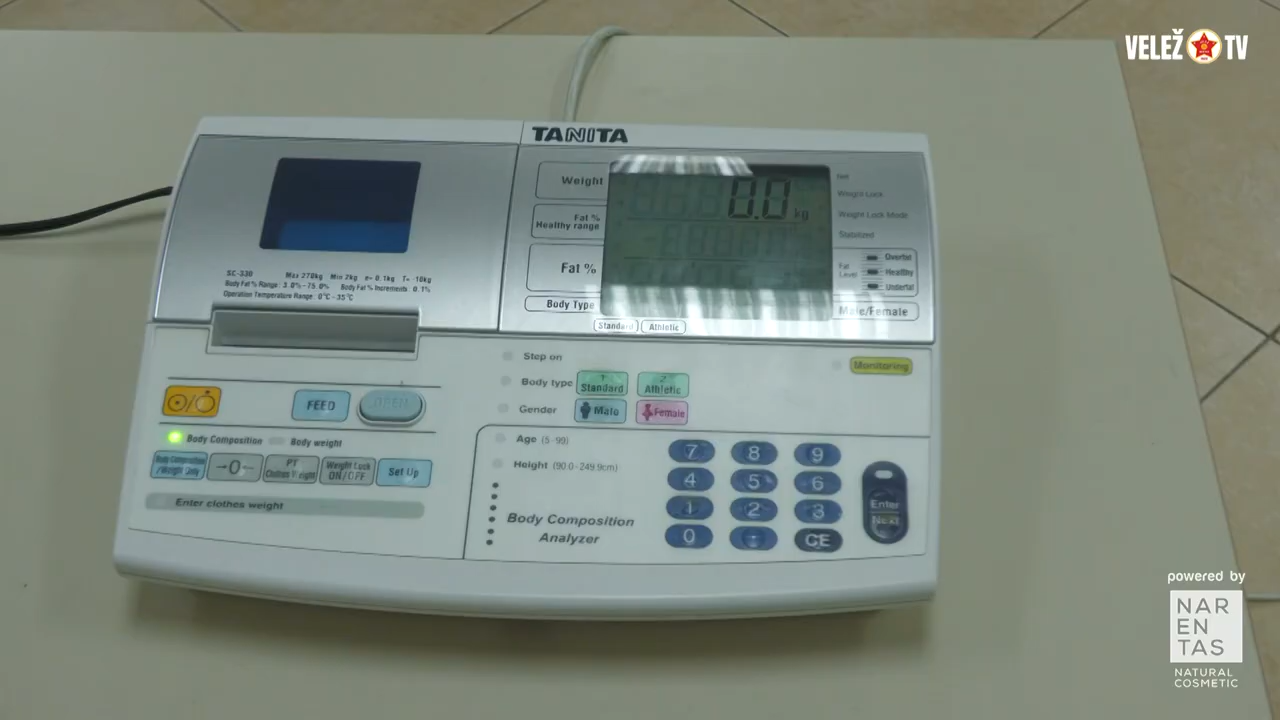 VELEŽ TV
TANITA
Weight
Fat %
Healthy range
Fat %
Body Type
Standard Athletic
0.0 kg
Weight Lock
Weight Lock Mode
Stabilized
Fat Level
Overfat
Healthy
Underfat
Male/Female
SC-330 Max 270kg Min 2kg e=0.1kg T=-10kg
Body Fat % Range: 3.0%-75.0% Body Fat % Increments: 0.1%
Operation Temperature Range: 0°C-35°C
Step on
Monitoring
Body type 1 Standard 2 Athletic
Gender Male Female
FEED OPEN
Body Composition Body weight
Body Composition /Weight Only
→0←
PT Clothes Weight
Weight Lock ON/OFF
Set Up
Enter clothes weight
Age (5-99)
Height (90.0-249.9cm)
Body Composition
Analyzer
7 8 9
4 5 6
1 2 3
0 . CE
Enter
Next
powered by
NAR
EN
TAS
NATURAL
COSMETIC